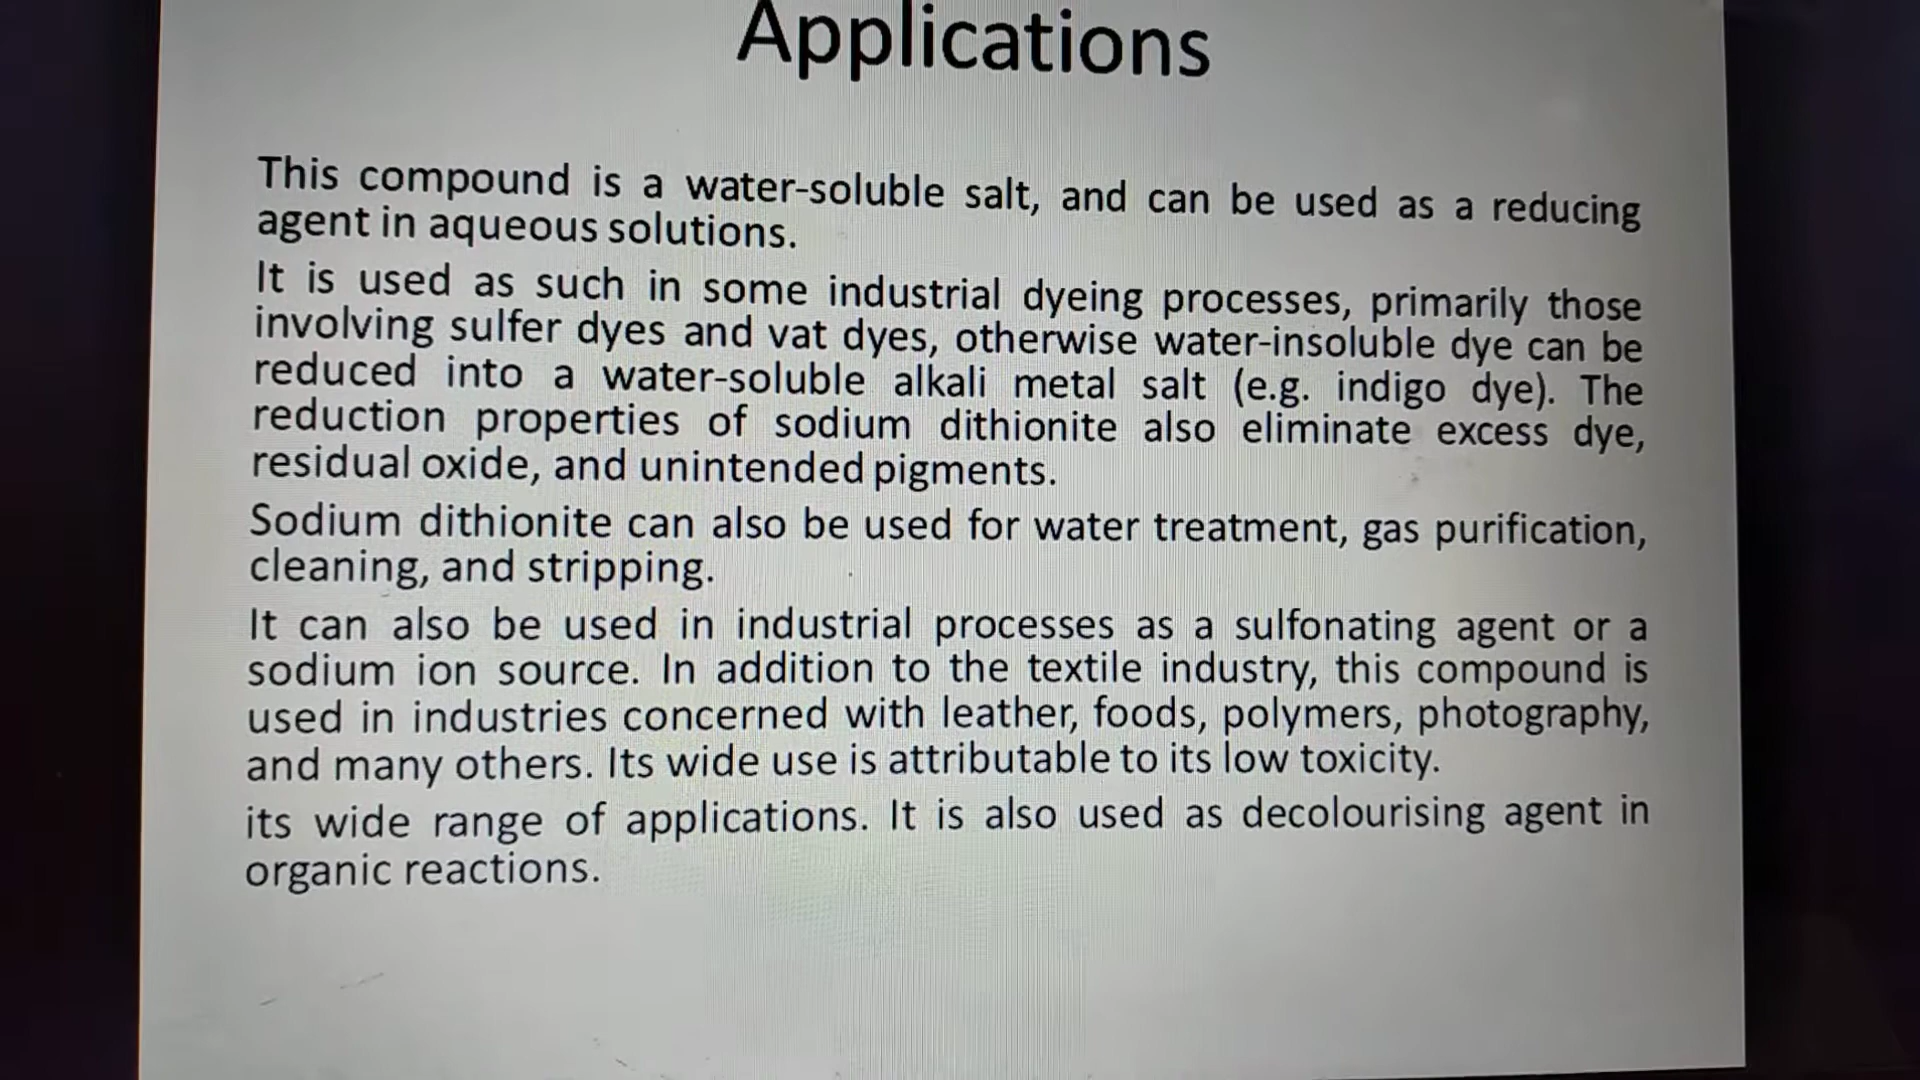 Applications
This compound is a water-soluble salt, and can be used as a reducing
agent in aqueous solutions.
It is used as such in some industrial dyeing processes, primarily those
involving sulfer dyes and vat dyes, otherwise water-insoluble dye can be
reduced into a water-soluble alkali metal salt (e.g. indigo dye). The
reduction properties of sodium dithionite also eliminate excess dye,
residual oxide, and unintended pigments.
Sodium dithionite can also be used for water treatment, gas purification,
cleaning, and stripping.
It can also be used in industrial processes as a sulfonating agent or a
sodium ion source. In addition to the textile industry, this compound is
used in industries concerned with leather, foods, polymers, photography,
and many others. Its wide use is attributable to its low toxicity.
its wide range of applications. It is also used as decolourising agent in
organic reactions.